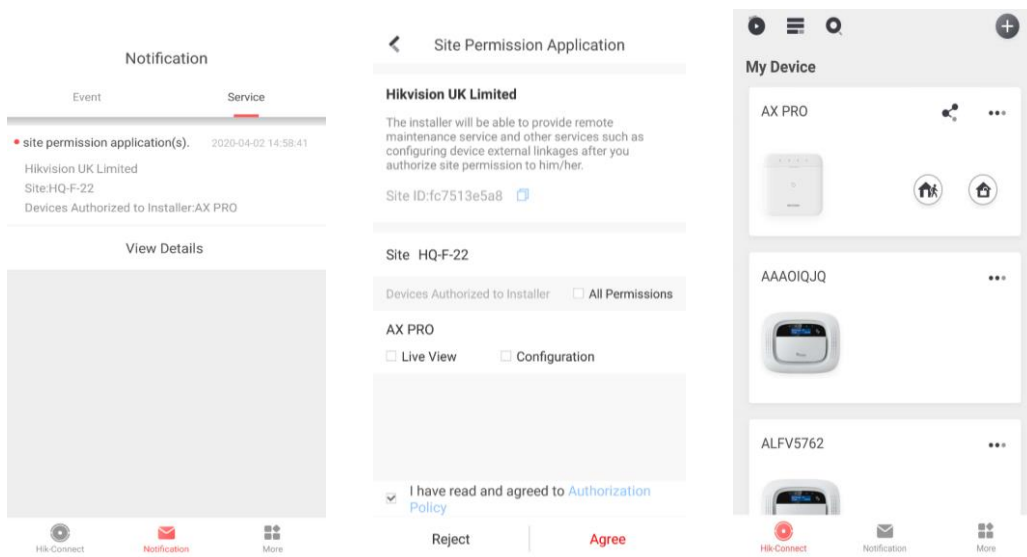 Notification
Event
Service
site permission application(s).
2020-04-02 14:58:41
Hikvision UK Limited
Site:HQ-F-22
Devices Authorized to Installer:AX PRO
View Details
Hik-Connect
Notification
More
Site Permission Application
Hikvision UK Limited
The installer will be able to provide remote
maintenance service and other services such as
configuring device external linkages after you
authorize site permission to him/her.
Site ID:fc7513e5a8
Site HQ-F-22
Devices Authorized to Installer
All Permissions
AX PRO
Live View
Configuration
I have read and agreed to Authorization
Policy
Reject
Agree
My Device
AX PRO
AAAOIQJQ
ALFV5762
Hik-Connect
Notification
More